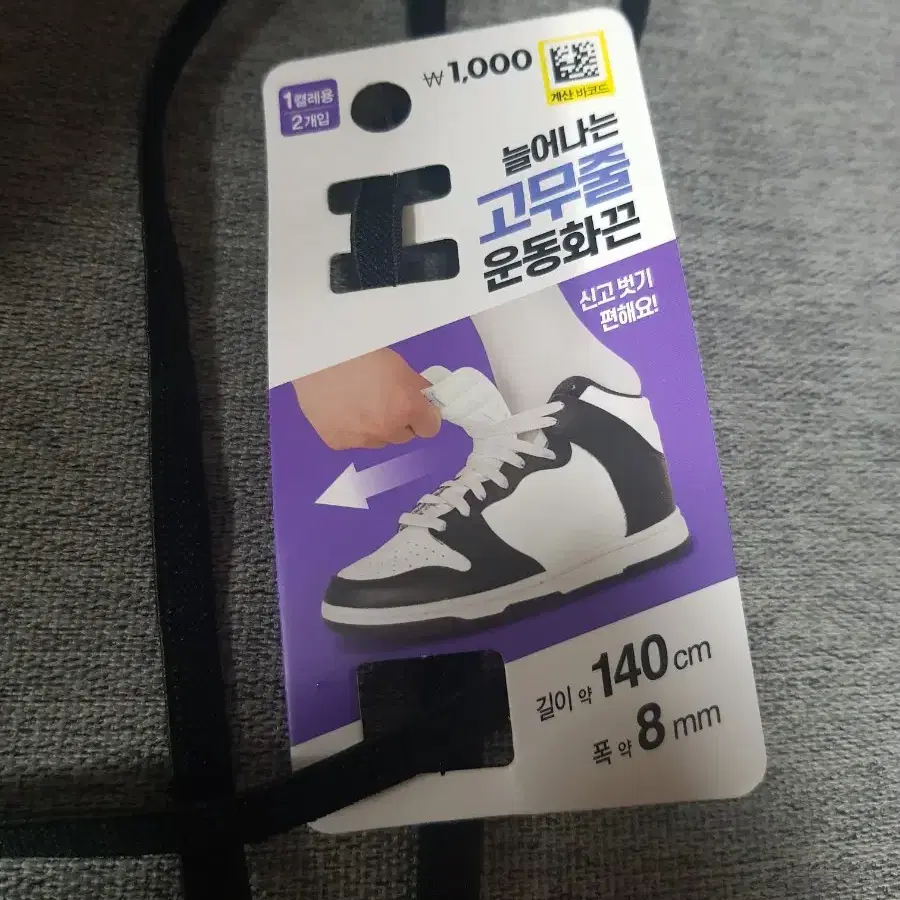 1켤레용
2개입
₩1,000
계산 바코드
늘어나는
고무줄
운동화끈
신고 벗기
편해요!
길이 약 140cm
폭 약 8mm